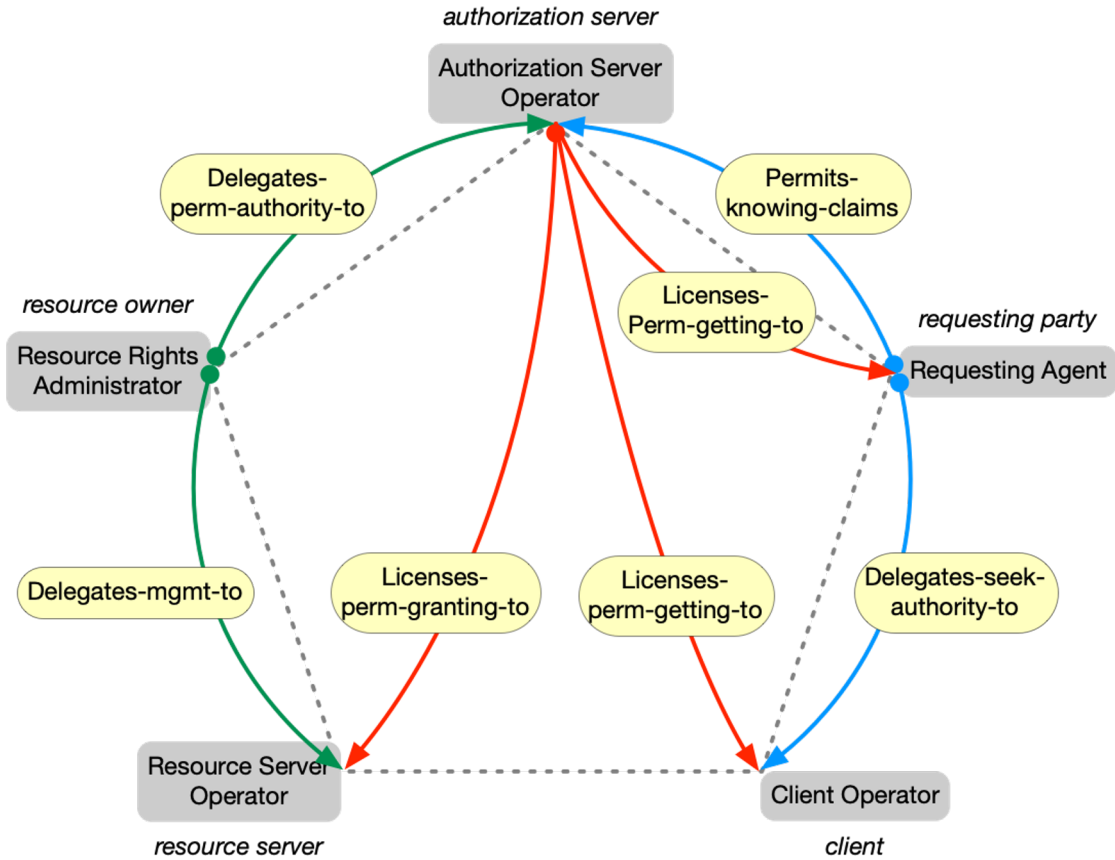 authorization server
Authorization Server
Operator
Delegates-
perm-authority-to
Permits-
knowing-claims
Licenses-
Perm-getting-to
resource owner
Resource Rights
Administrator
requesting party
Requesting Agent
Delegates-mgmt-to
Licenses-
perm-granting-to
Licenses-
perm-getting-to
Delegates-seek-
authority-to
Resource Server
Operator
resource server
Client Operator
client